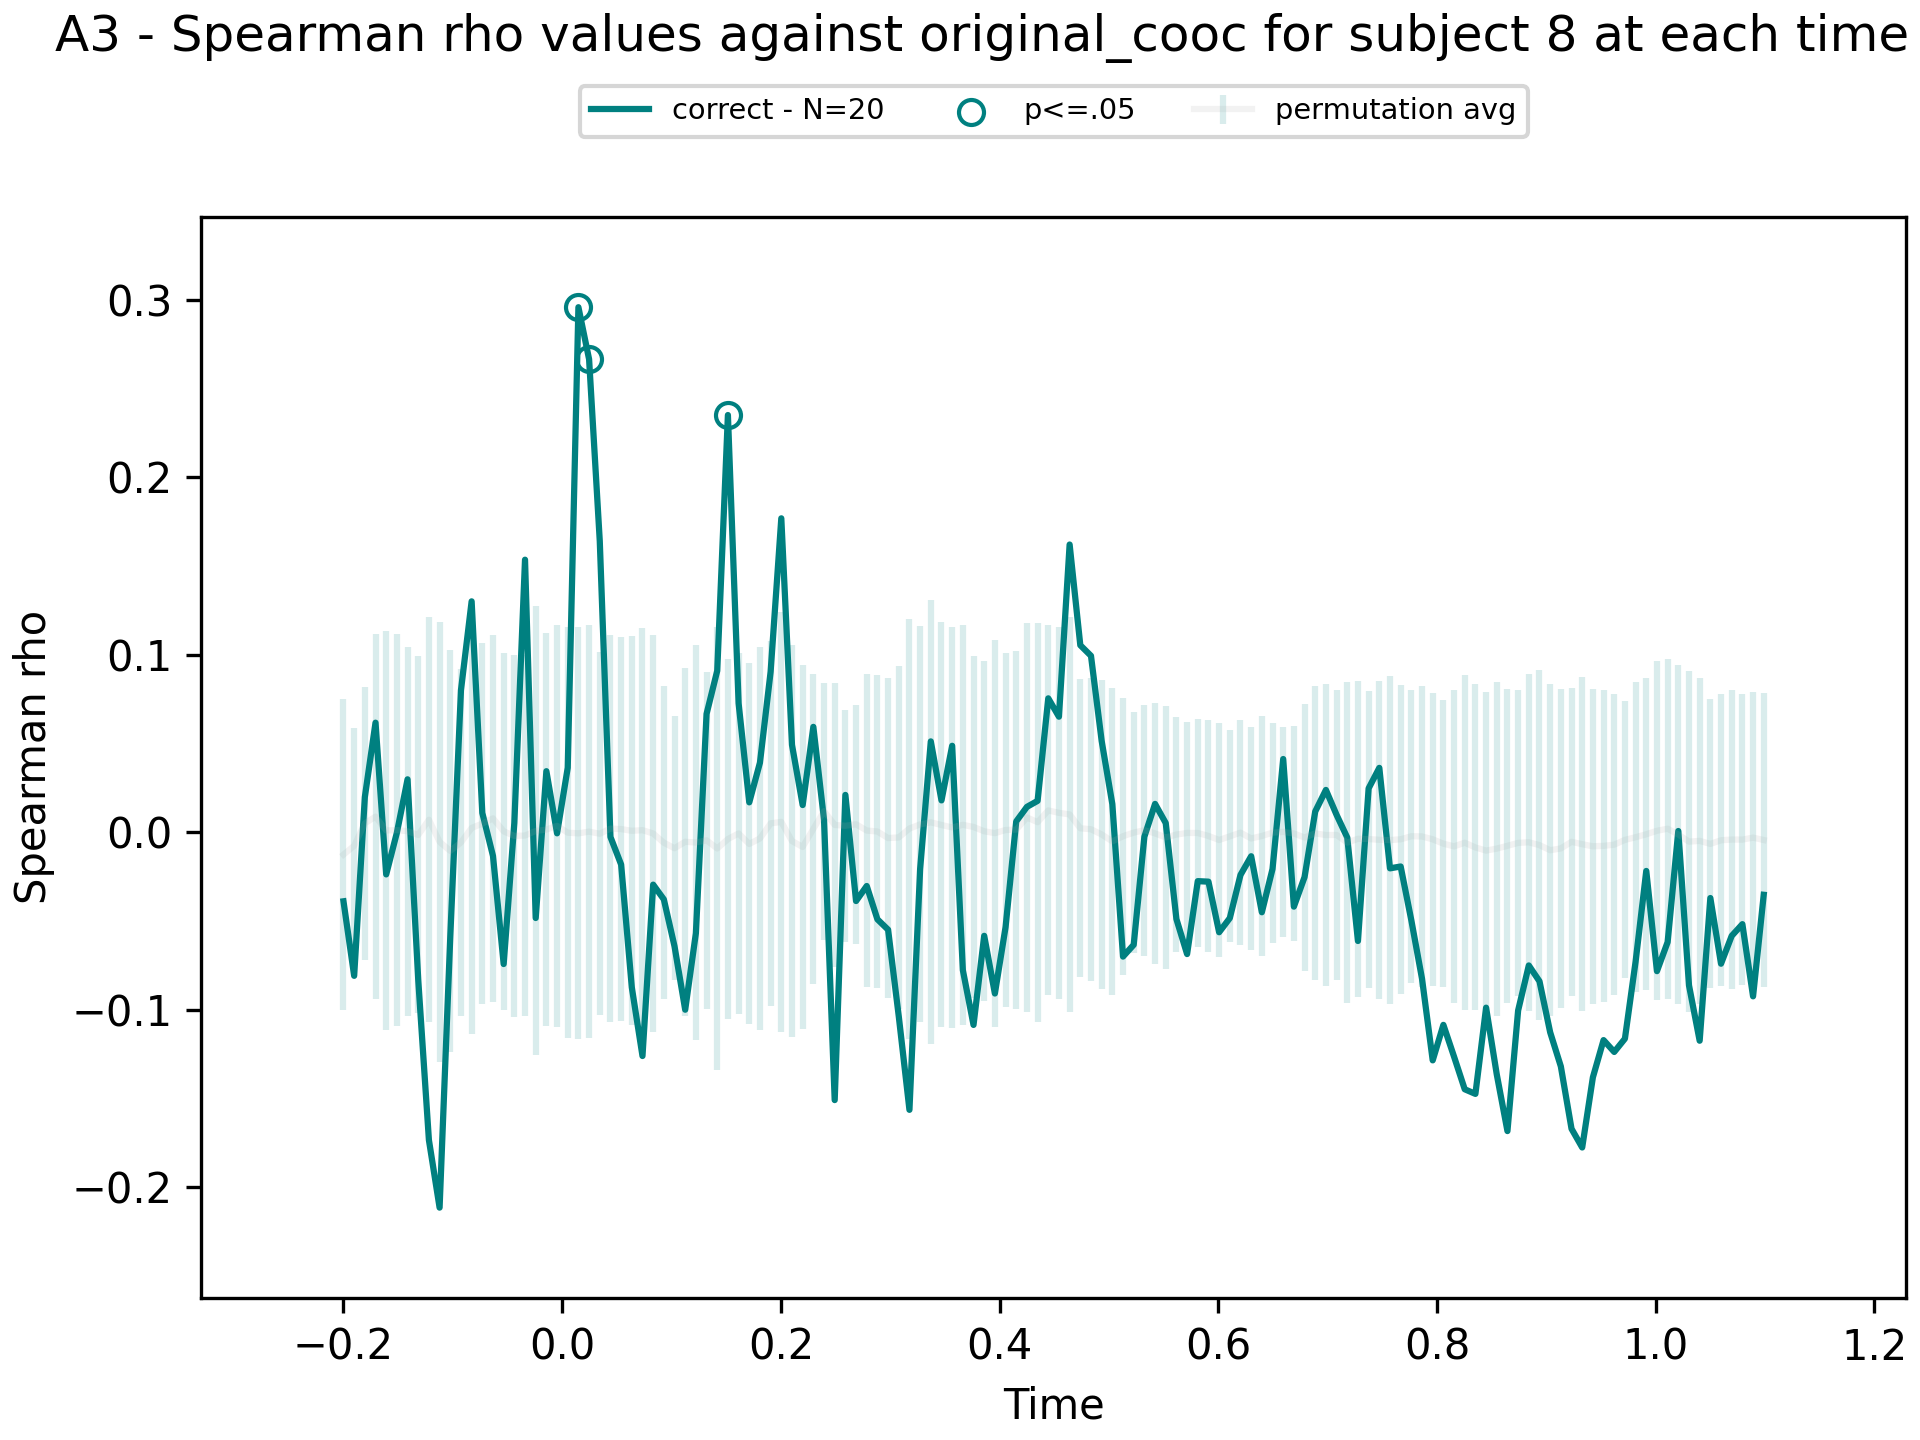 A3 - Spearman rho values against original_cooc for subject 8 at each time
correct - N=20 p<=.05 permutation avg
0.3
0.2
0.1
0.0
−0.1
−0.2
Spearman rho
−0.2 0.0 0.2 0.4 0.6 0.8 1.0 1.2
Time